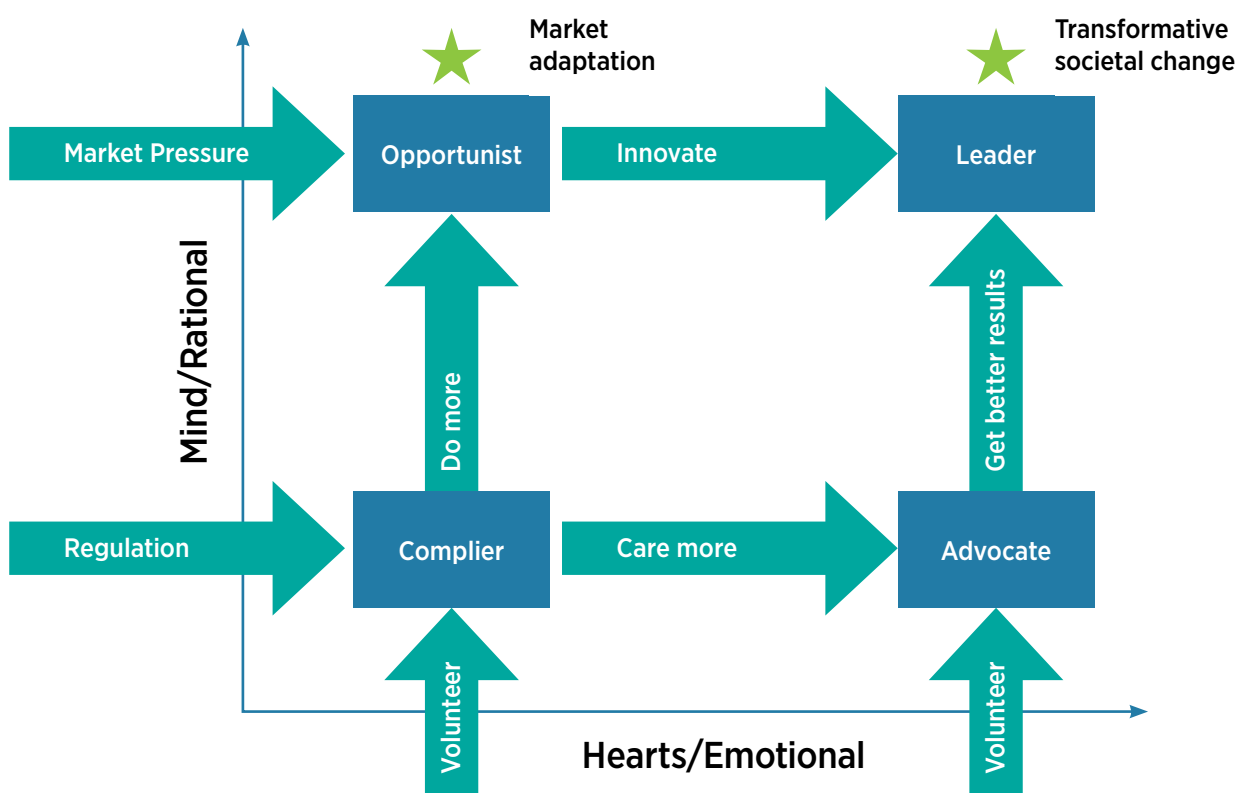 Market
adaptation
Transformative
societal change
Market Pressure
Opportunist
Innovate
Leader
Mind/Rational
Do more
Get better results
Regulation
Complier
Care more
Advocate
Volunteer
Volunteer
Hearts/Emotional